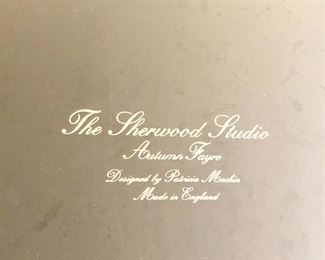 The Sherwood Studio
Autumn Fayre
Designed by Patricia Machin
Made in England